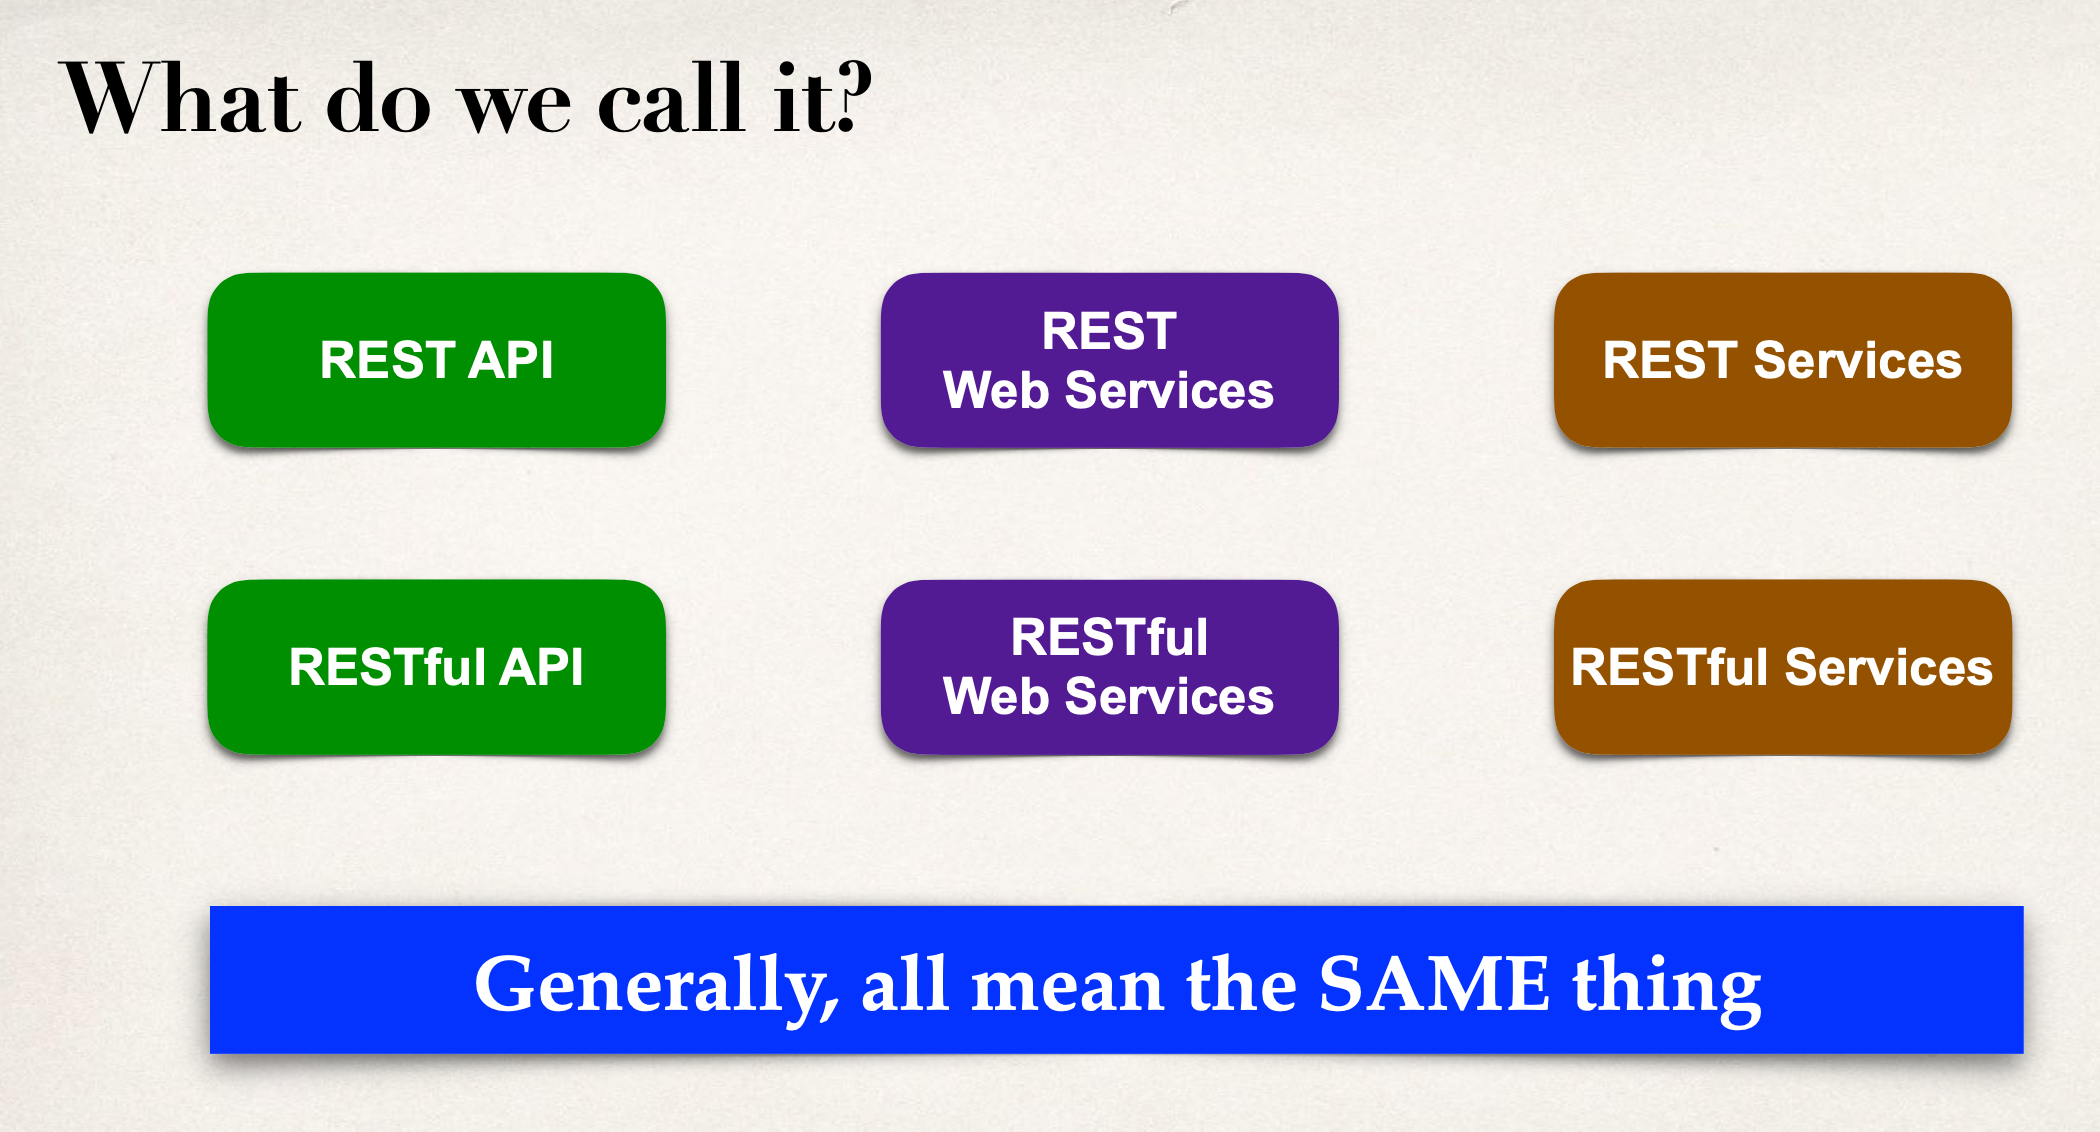 What do we call it?
REST API
REST
Web Services
REST Services
RESTful API
RESTful
Web Services
RESTful Services
Generally, all mean the SAME thing